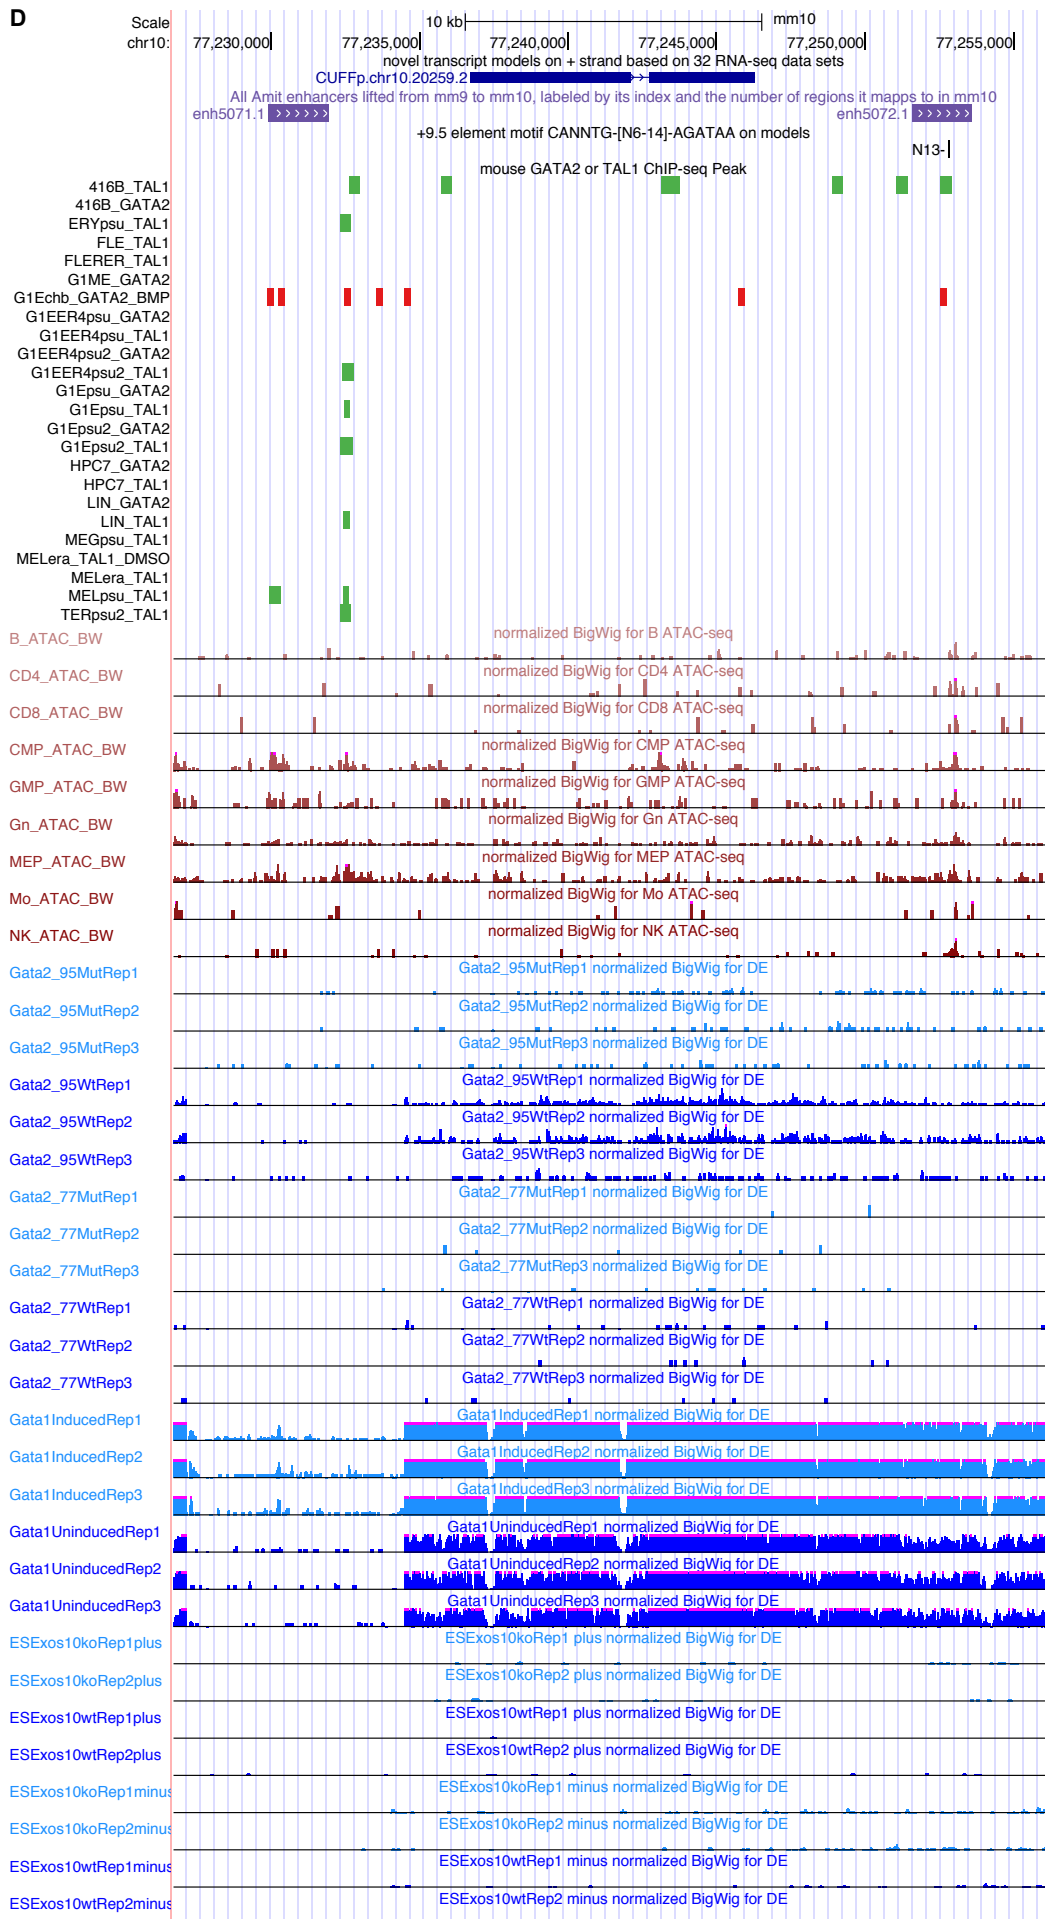 D
Scale 10 kb mm10
chr10: 77,230,000 77,235,000 77,240,000 77,245,000 77,250,000 77,255,000
novel transcript models on + strand based on 32 RNA-seq data sets
CUFFp.chr10.20259.2
All Amit enhancers lifted from mm9 to mm10, labeled by its index and the number of regions it mapps to in mm10
enh5071.1 enh5072.1
+9.5 element motif CANNTG-[N6-14]-AGATAA on models
N13-
mouse GATA2 or TAL1 ChIP-seq Peak
416B_TAL1
416B_GATA2
ERYpsu_TAL1
FLE_TAL1
FLERER_TAL1
G1ME_GATA2
G1Echb_GATA2_BMP
G1EER4psu_GATA2
G1EER4psu_TAL1
G1EER4psu2_GATA2
G1EER4psu2_TAL1
G1Epsu_GATA2
G1Epsu_TAL1
G1Epsu2_GATA2
G1Epsu2_TAL1
HPC7_GATA2
HPC7_TAL1
LIN_GATA2
LIN_TAL1
MEGpsu_TAL1
MELera_TAL1_DMSO
MELera_TAL1
MELpsu_TAL1
TERpsu2_TAL1
B_ATAC_BW normalized BigWig for B ATAC-seq
CD4_ATAC_BW normalized BigWig for CD4 ATAC-seq
CD8_ATAC_BW normalized BigWig for CD8 ATAC-seq
CMP_ATAC_BW normalized BigWig for CMP ATAC-seq
GMP_ATAC_BW normalized BigWig for GMP ATAC-seq
Gn_ATAC_BW normalized BigWig for Gn ATAC-seq
MEP_ATAC_BW normalized BigWig for MEP ATAC-seq
Mo_ATAC_BW normalized BigWig for Mo ATAC-seq
NK_ATAC_BW normalized BigWig for NK ATAC-seq
Gata2_95MutRep1 Gata2_95MutRep1 normalized BigWig for DE
Gata2_95MutRep2 Gata2_95MutRep2 normalized BigWig for DE
Gata2_95MutRep3 Gata2_95MutRep3 normalized BigWig for DE
Gata2_95WtRep1 Gata2_95WtRep1 normalized BigWig for DE
Gata2_95WtRep2 Gata2_95WtRep2 normalized BigWig for DE
Gata2_95WtRep3 Gata2_95WtRep3 normalized BigWig for DE
Gata2_77MutRep1 Gata2_77MutRep1 normalized BigWig for DE
Gata2_77MutRep2 Gata2_77MutRep2 normalized BigWig for DE
Gata2_77MutRep3 Gata2_77MutRep3 normalized BigWig for DE
Gata2_77WtRep1 Gata2_77WtRep1 normalized BigWig for DE
Gata2_77WtRep2 Gata2_77WtRep2 normalized BigWig for DE
Gata2_77WtRep3 Gata2_77WtRep3 normalized BigWig for DE
Gata1InducedRep1 Gata1InducedRep1 normalized BigWig for DE
Gata1InducedRep2 Gata1InducedRep2 normalized BigWig for DE
Gata1InducedRep3 Gata1InducedRep3 normalized BigWig for DE
Gata1UninducedRep1 Gata1UninducedRep1 normalized BigWig for DE
Gata1UninducedRep2 Gata1UninducedRep2 normalized BigWig for DE
Gata1UninducedRep3 Gata1UninducedRep3 normalized BigWig for DE
ESExos10koRep1plus ESExos10koRep1 plus normalized BigWig for DE
ESExos10koRep2plus ESExos10koRep2 plus normalized BigWig for DE
ESExos10wtRep1plus ESExos10wtRep1 plus normalized BigWig for DE
ESExos10wtRep2plus ESExos10wtRep2 plus normalized BigWig for DE
ESExos10koRep1minus ESExos10koRep1 minus normalized BigWig for DE
ESExos10koRep2minus ESExos10koRep2 minus normalized BigWig for DE
ESExos10wtRep1minus ESExos10wtRep1 minus normalized BigWig for DE
ESExos10wtRep2minus ESExos10wtRep2 minus normalized BigWig for DE